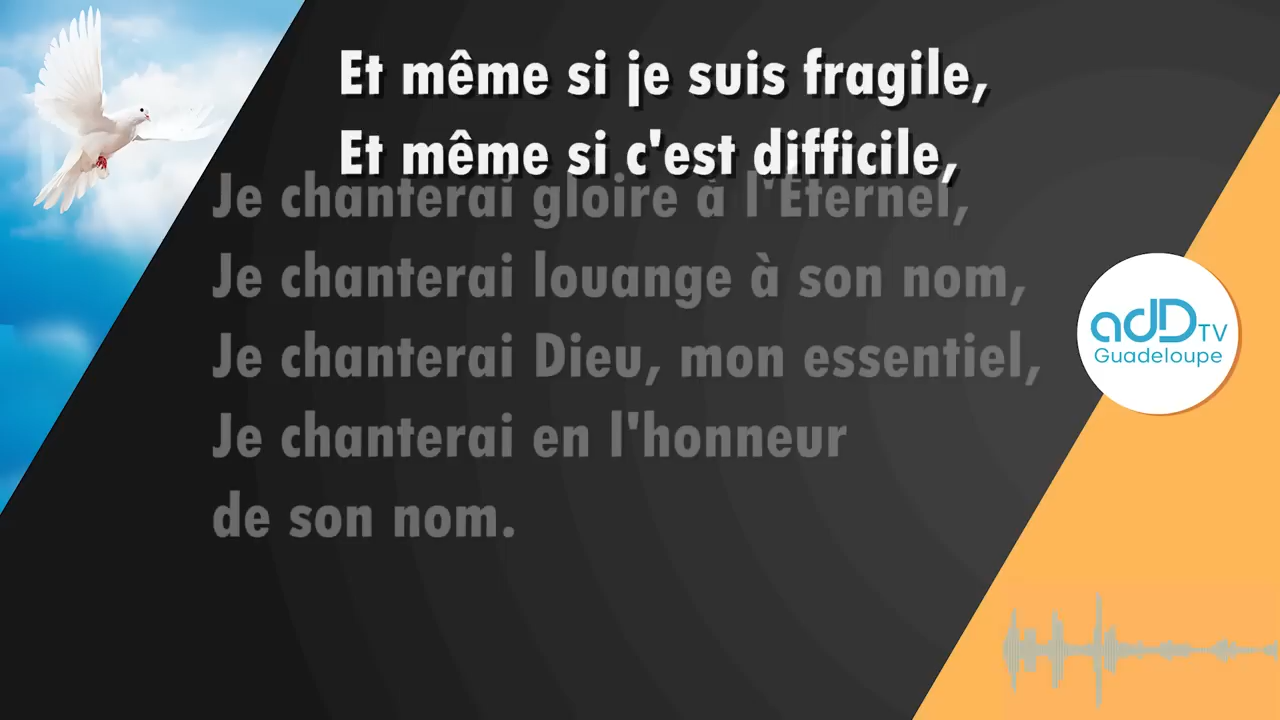 Et même si je suis fragile,
Et même si c'est difficile,
Je chanterai gloire à l'Éternel,
Je chanterai louange à son nom,
Je chanterai Dieu, mon essentiel,
Je chanterai en l'honneur
de son nom.
adD TV
Guadeloupe